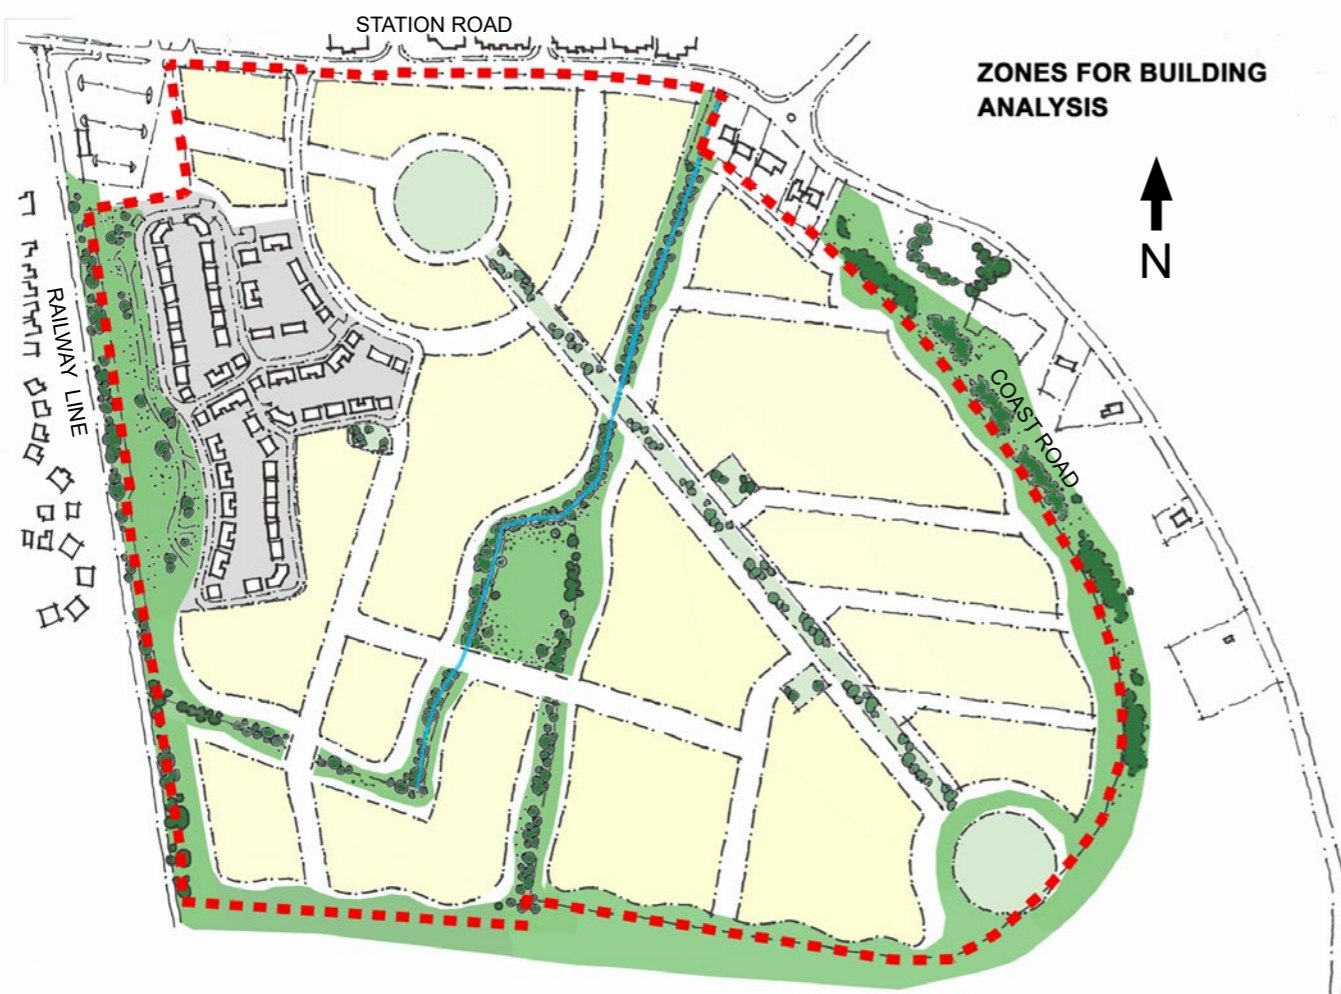 STATION ROAD
ZONES FOR BUILDING
ANALYSIS
N
RAILWAY LINE
COAST ROAD